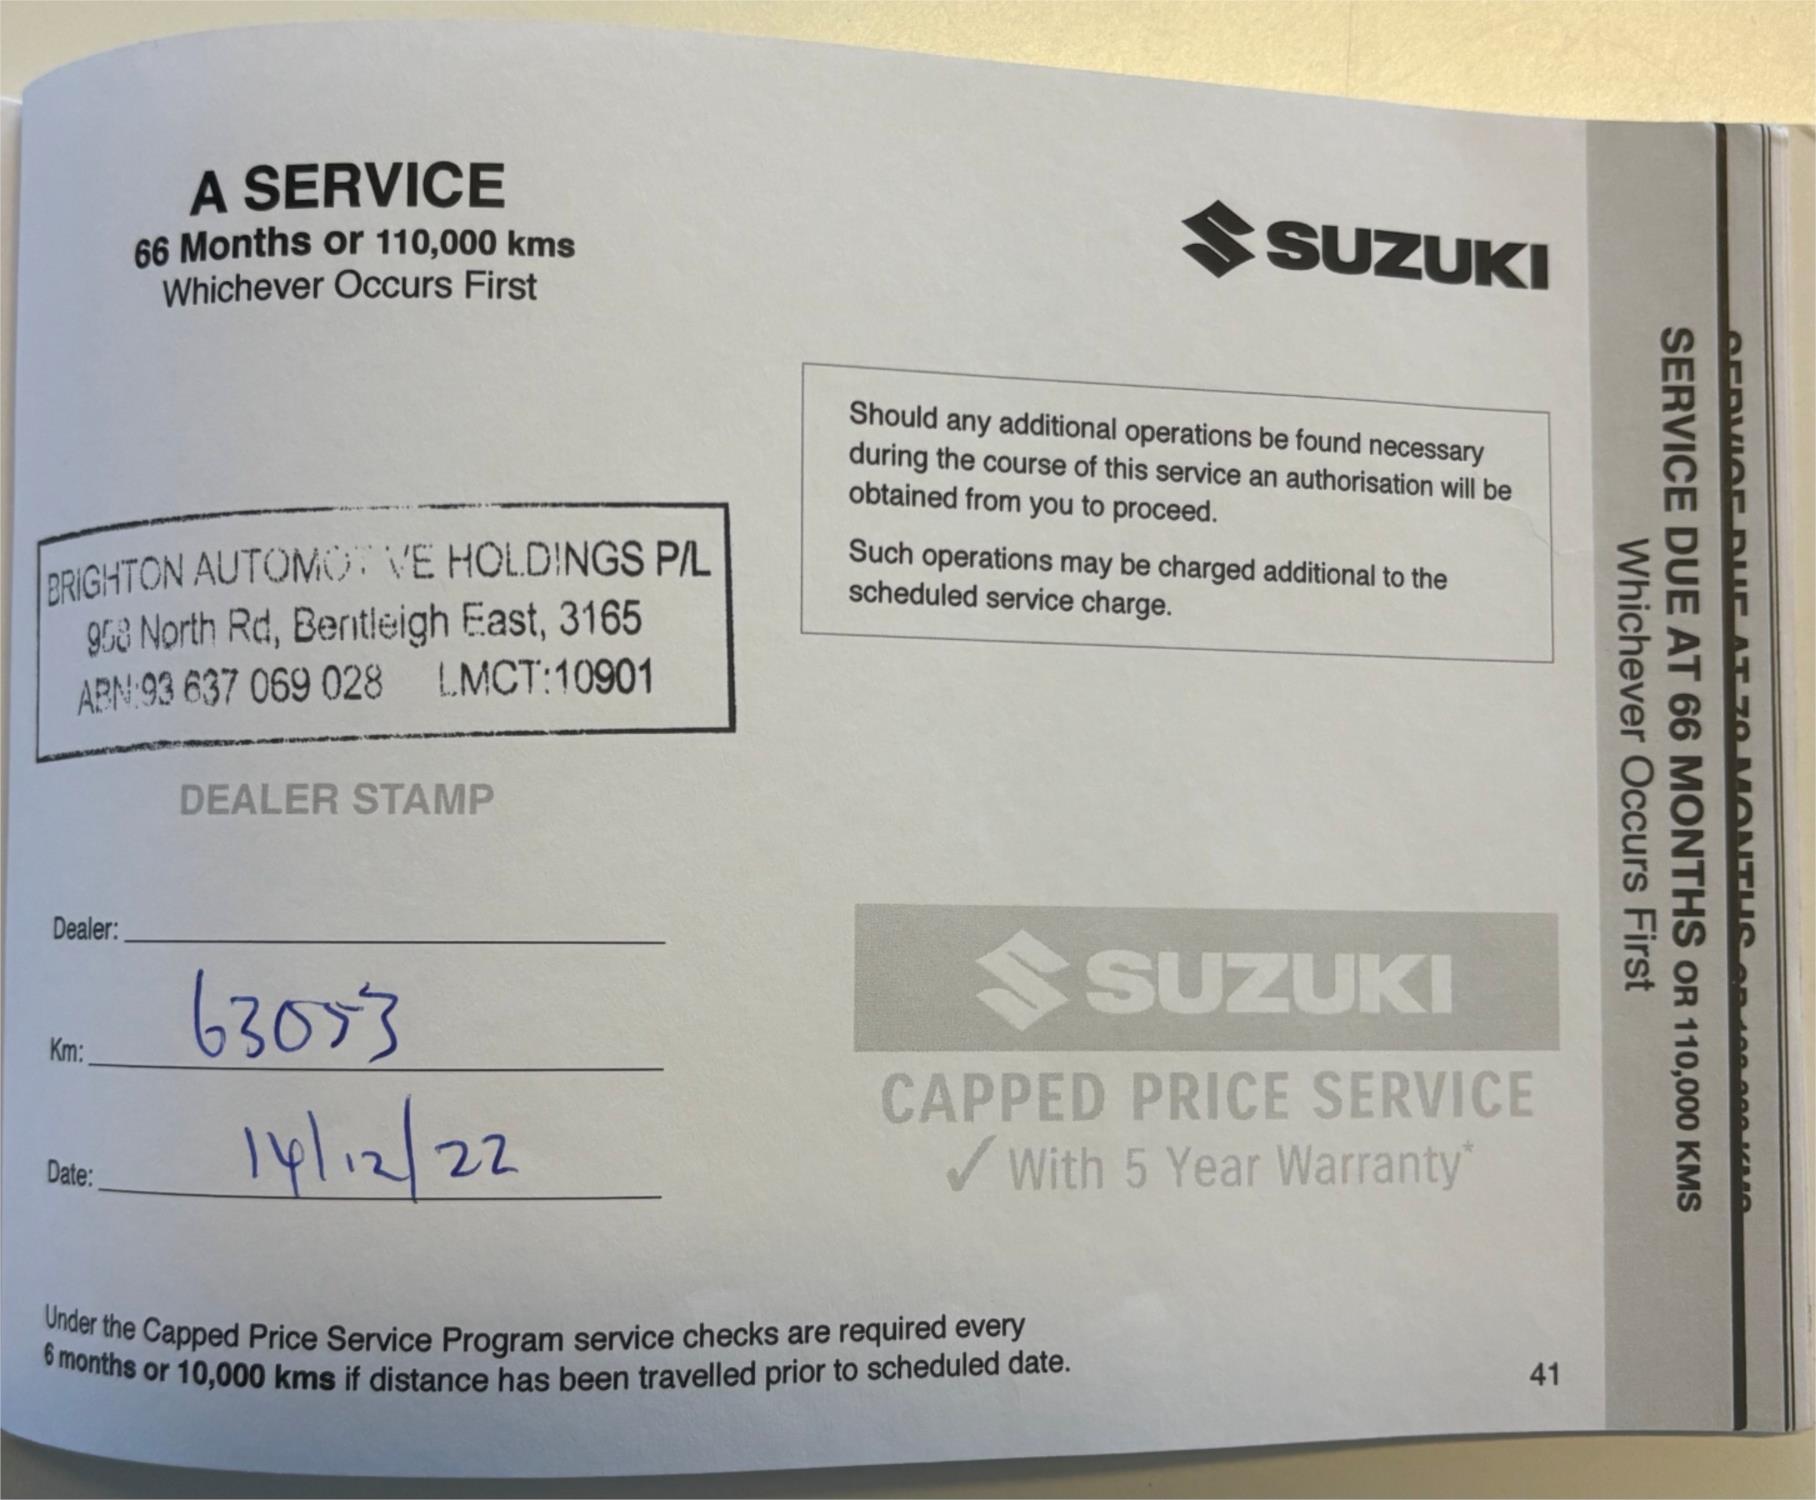 A SERVICE
66 Months or 110,000 kms
Whichever Occurs First
SUZUKI
Should any additional operations be found necessary
during the course of this service an authorisation will be
obtained from you to proceed.
Such operations may be charged additional to the
scheduled service charge.
BRIGHTON AUTOMOTIVE HOLDINGS P/L
958 North Rd, Bentleigh East, 3165
ABN:93 637 069 028 LMCT:10901
DEALER STAMP
Dealer:
Km: 63053
Date: 14/12/22
SUZUKI
CAPPED PRICE SERVICE
✓ With 5 Year Warranty*
Under the Capped Price Service Program service checks are required every
6 months or 10,000 kms if distance has been travelled prior to scheduled date.
41
SERVICE DUE AT 66 MONTHS OR 110,000 KMS
Whichever Occurs First